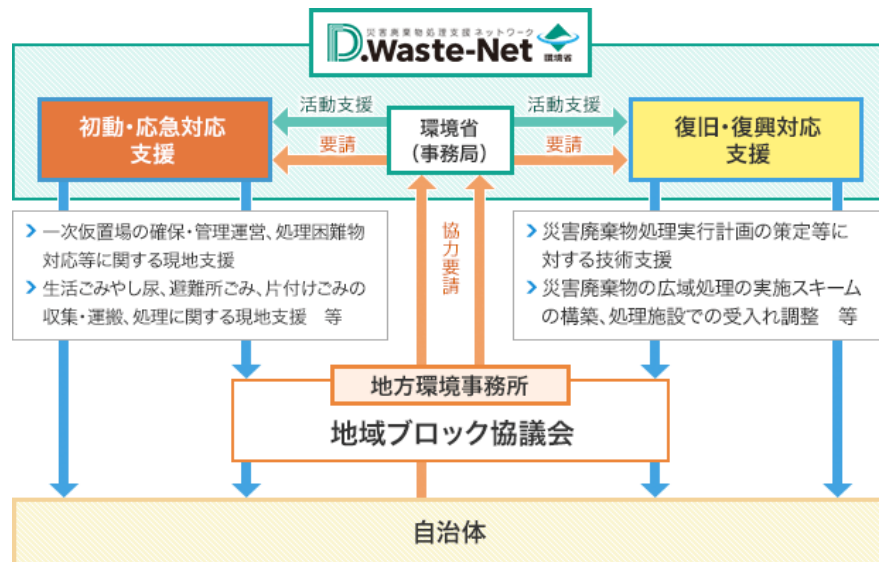 災害廃棄物処理支援ネットワーク
D.Waste-Net
環境省
初動・応急対応
支援
活動支援
要請
環境省
（事務局）
活動支援
要請
復旧・復興対応
支援
一次仮置場の確保・管理運営、処理困難物
対応等に関する現地支援
生活ごみやし尿、避難所ごみ、片付けごみの
収集・運搬、処理に関する現地支援　等
協力要請
災害廃棄物処理実行計画の策定等に
対する技術支援
災害廃棄物の広域処理の実施スキーム
の構築、処理施設での受入れ調整　等
地方環境事務所
地域ブロック協議会
自治体